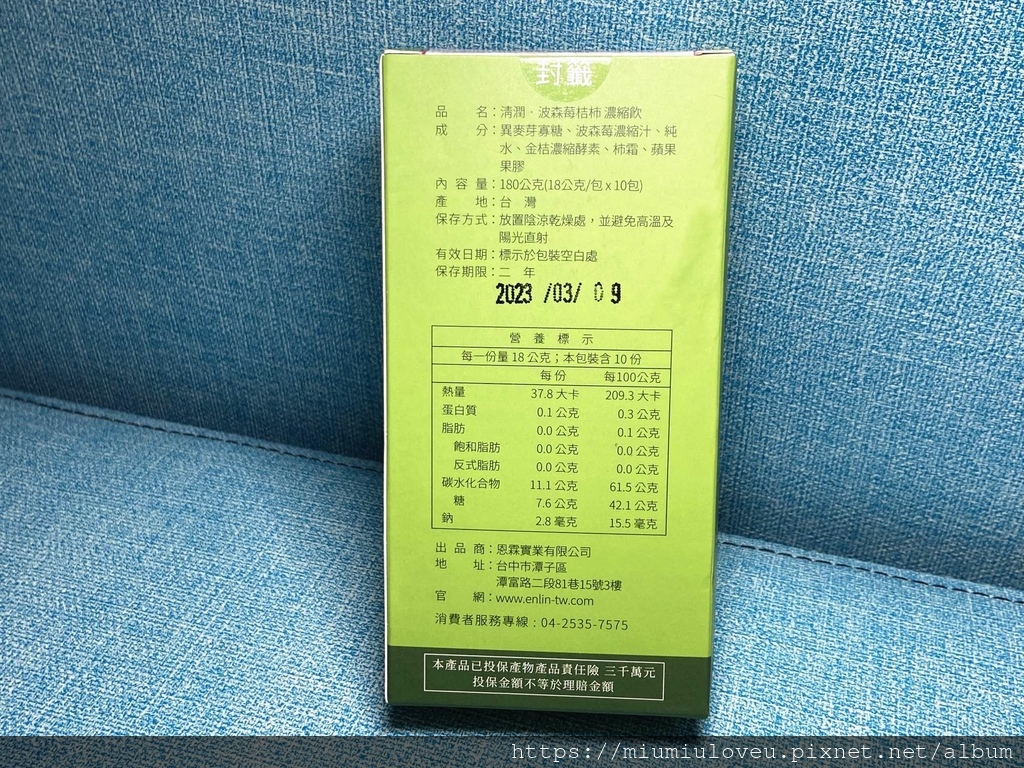 封籤
品名：清潤、波森莓桔柿 濃縮飲
成分：異麥芽寡糖、波森莓濃縮汁、純
水、金桔濃縮酵素、柿霜、蘋果
果膠
內容量：180公克(18公克/包 x 10包)
產地：台 灣
保存方式：放置陰涼乾燥處，並避免高溫及
陽光直射
有效日期：標示於包裝空白處
保存期限：二 年
2023 /03/ 09
營 養 標 示
每一份量 18 公克；本包裝含 10 份
每 份 每100公克
熱量 37.8 大卡 209.3 大卡
蛋白質 0.1 公克 0.3 公克
脂肪 0.0 公克 0.1 公克
飽和脂肪 0.0 公克 0.0 公克
反式脂肪 0.0 公克 0.0 公克
碳水化合物 11.1 公克 61.5 公克
糖 7.6 公克 42.1 公克
鈉 2.8 毫克 15.5 毫克
出品商：恩霖實業有限公司
地址：台中市潭子區
潭富路二段81巷15號3樓
官網：www.enlin-tw.com
消費者服務專線：04-2535-7575
本產品已投保產物產品責任險 三千萬元
投保金額不等於理賠金額
https://miumiuloveu.pixnet.net/album